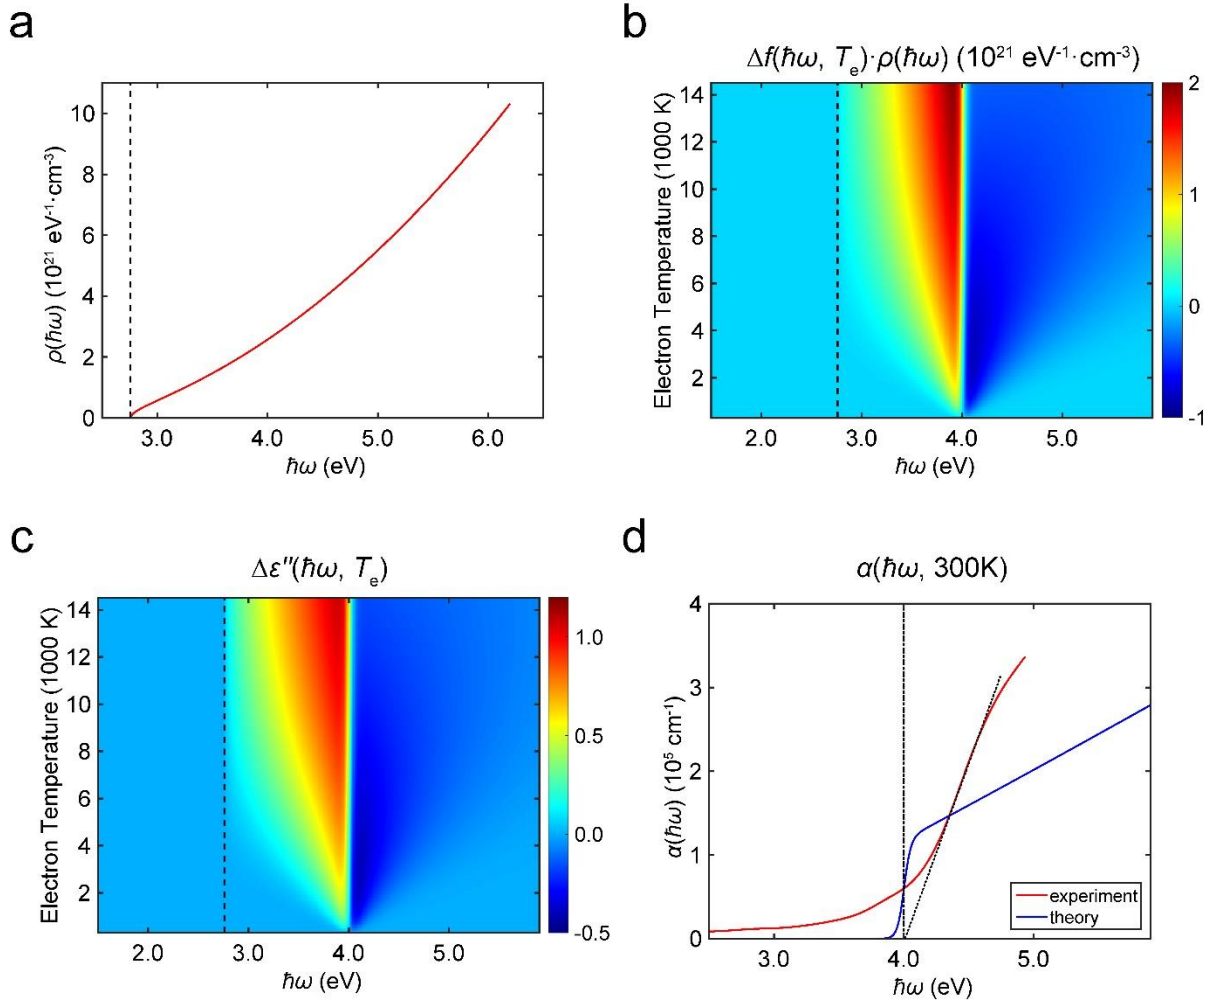 a
ρ(ħω) (10²¹ eV⁻¹·cm⁻³)
10
8
6
4
2
0
3.0 4.0 5.0 6.0
ħω (eV)
b
Δf(ħω, Tₑ)·ρ(ħω) (10²¹ eV⁻¹·cm⁻³)
Electron Temperature (1000 K)
14
12
10
8
6
4
2
2.0 3.0 4.0 5.0
ħω (eV)
2
1
0
-1
c
Δε″(ħω, Tₑ)
Electron Temperature (1000 K)
14
12
10
8
6
4
2
2.0 3.0 4.0 5.0
ħω (eV)
1.0
0.5
0.0
-0.5
d
α(ħω, 300K)
α(ħω) (10⁵ cm⁻¹)
4
3
2
1
0
3.0 4.0 5.0
ħω (eV)
experiment
theory